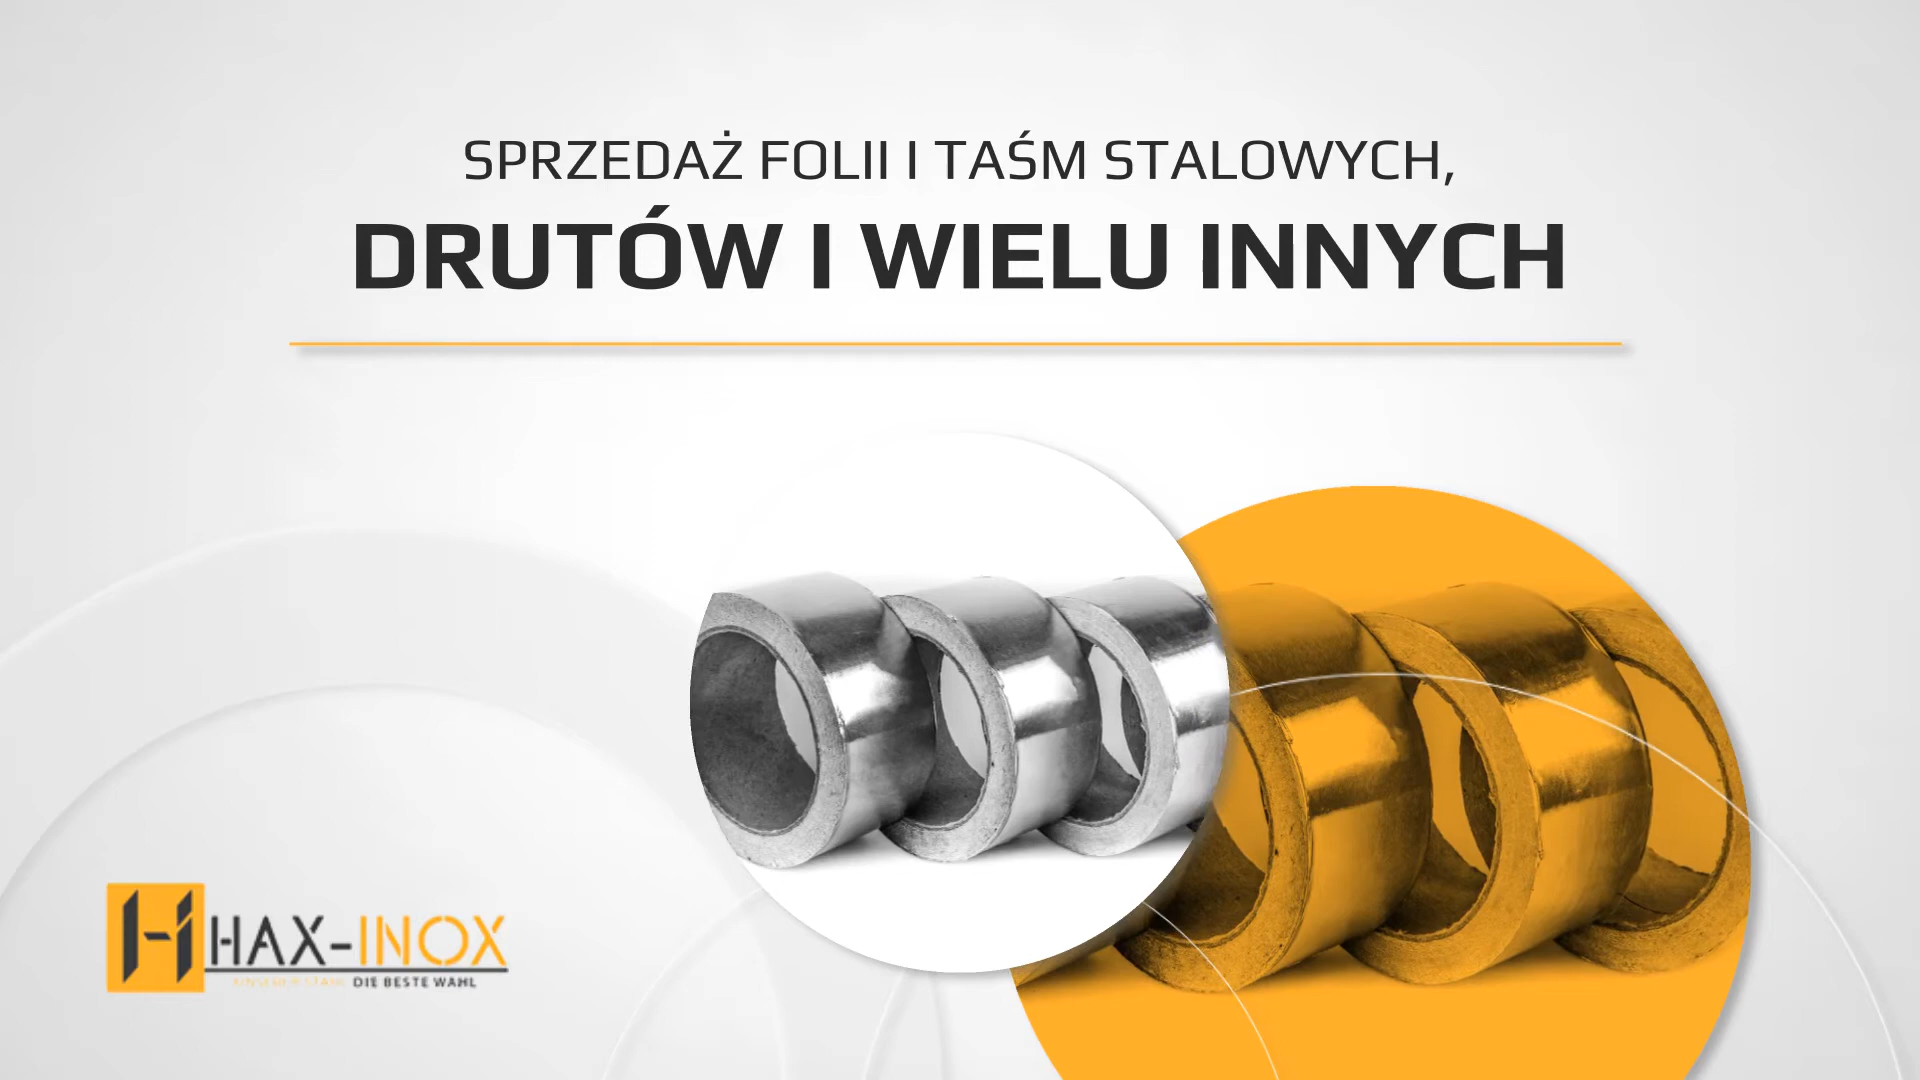 SPRZEDAŻ FOLII I TAŚM STALOWYCH,
DRUTÓW I WIELU INNYCH
HAX-INOX
DIE BESTE WAHL